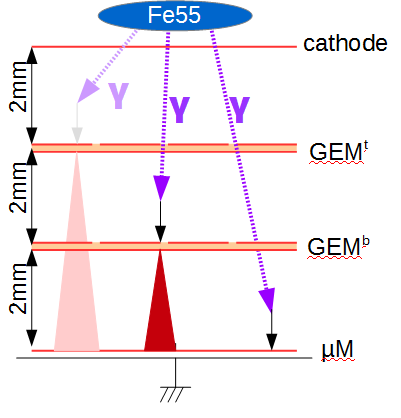 Fe55
cathode
2mm
γ γ γ
GEMᵗ
2mm
GEMᵇ
2mm
μM